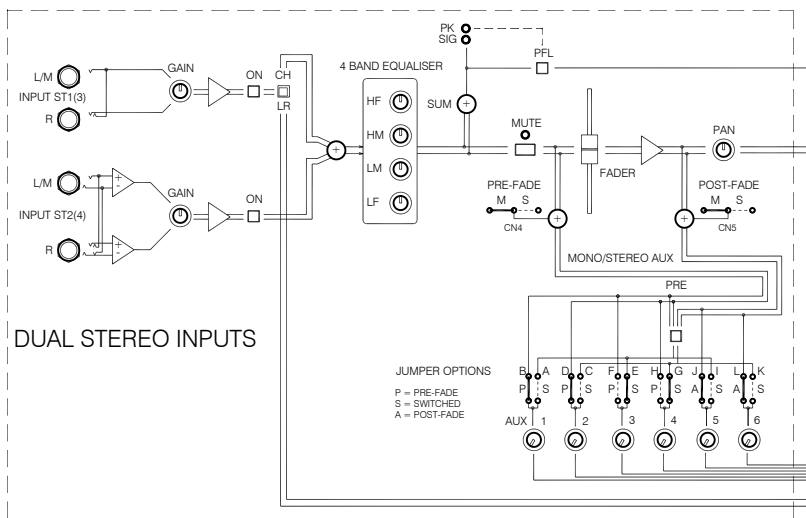 PK
SIG
PFL
4 BAND EQUALISER
GAIN
ON
CH
LR
L/M
INPUT ST1(3)
R
HF
HM
LM
LF
SUM
MUTE
PAN
FADER
L/M
INPUT ST2(4)
R
+
-
+
-
GAIN
ON
+
+
PRE-FADE
M S
CN4
+
POST-FADE
M S
CN5
+
MONO/STEREO AUX
PRE
DUAL STEREO INPUTS
JUMPER OPTIONS
P = PRE-FADE
S = SWITCHED
A = POST-FADE
B A D C F E H G J I L K
P S P S P S P S A S A S
AUX 1 2 3 4 5 6